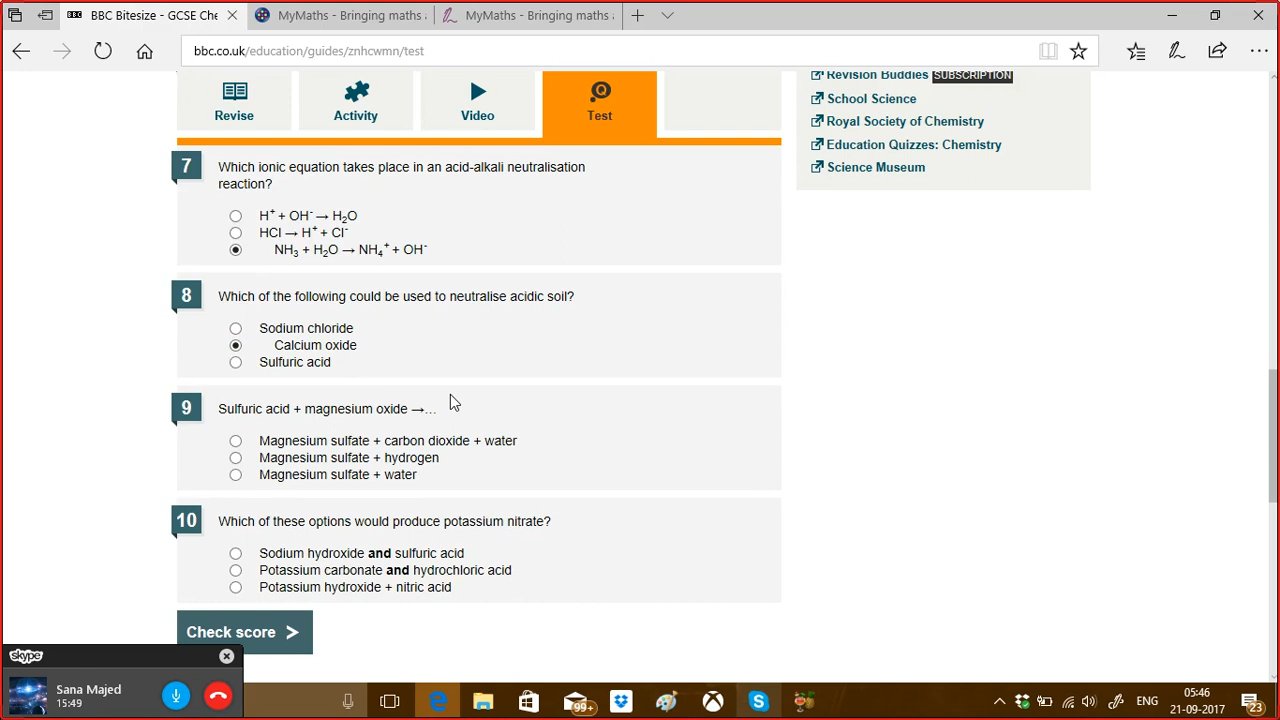 BBC Bitesize - GCSE Che
MyMaths - Bringing maths a
MyMaths - Bringing maths a
bbc.co.uk/education/guides/znhcwmn/test
Revise
Activity
Video
Test
Revision Buddies SUBSCRIPTION
School Science
Royal Society of Chemistry
Education Quizzes: Chemistry
Science Museum
7 Which ionic equation takes place in an acid-alkali neutralisation
reaction?
H⁺ + OH⁻ → H₂O
HCl → H⁺ + Cl⁻
NH₃ + H₂O → NH₄⁺ + OH⁻
8 Which of the following could be used to neutralise acidic soil?
Sodium chloride
Calcium oxide
Sulfuric acid
9 Sulfuric acid + magnesium oxide →…
Magnesium sulfate + carbon dioxide + water
Magnesium sulfate + hydrogen
Magnesium sulfate + water
10 Which of these options would produce potassium nitrate?
Sodium hydroxide and sulfuric acid
Potassium carbonate and hydrochloric acid
Potassium hydroxide + nitric acid
Check score >
skype
Sana Majed
15:49
99+
ENG
05:46
21-09-2017
23